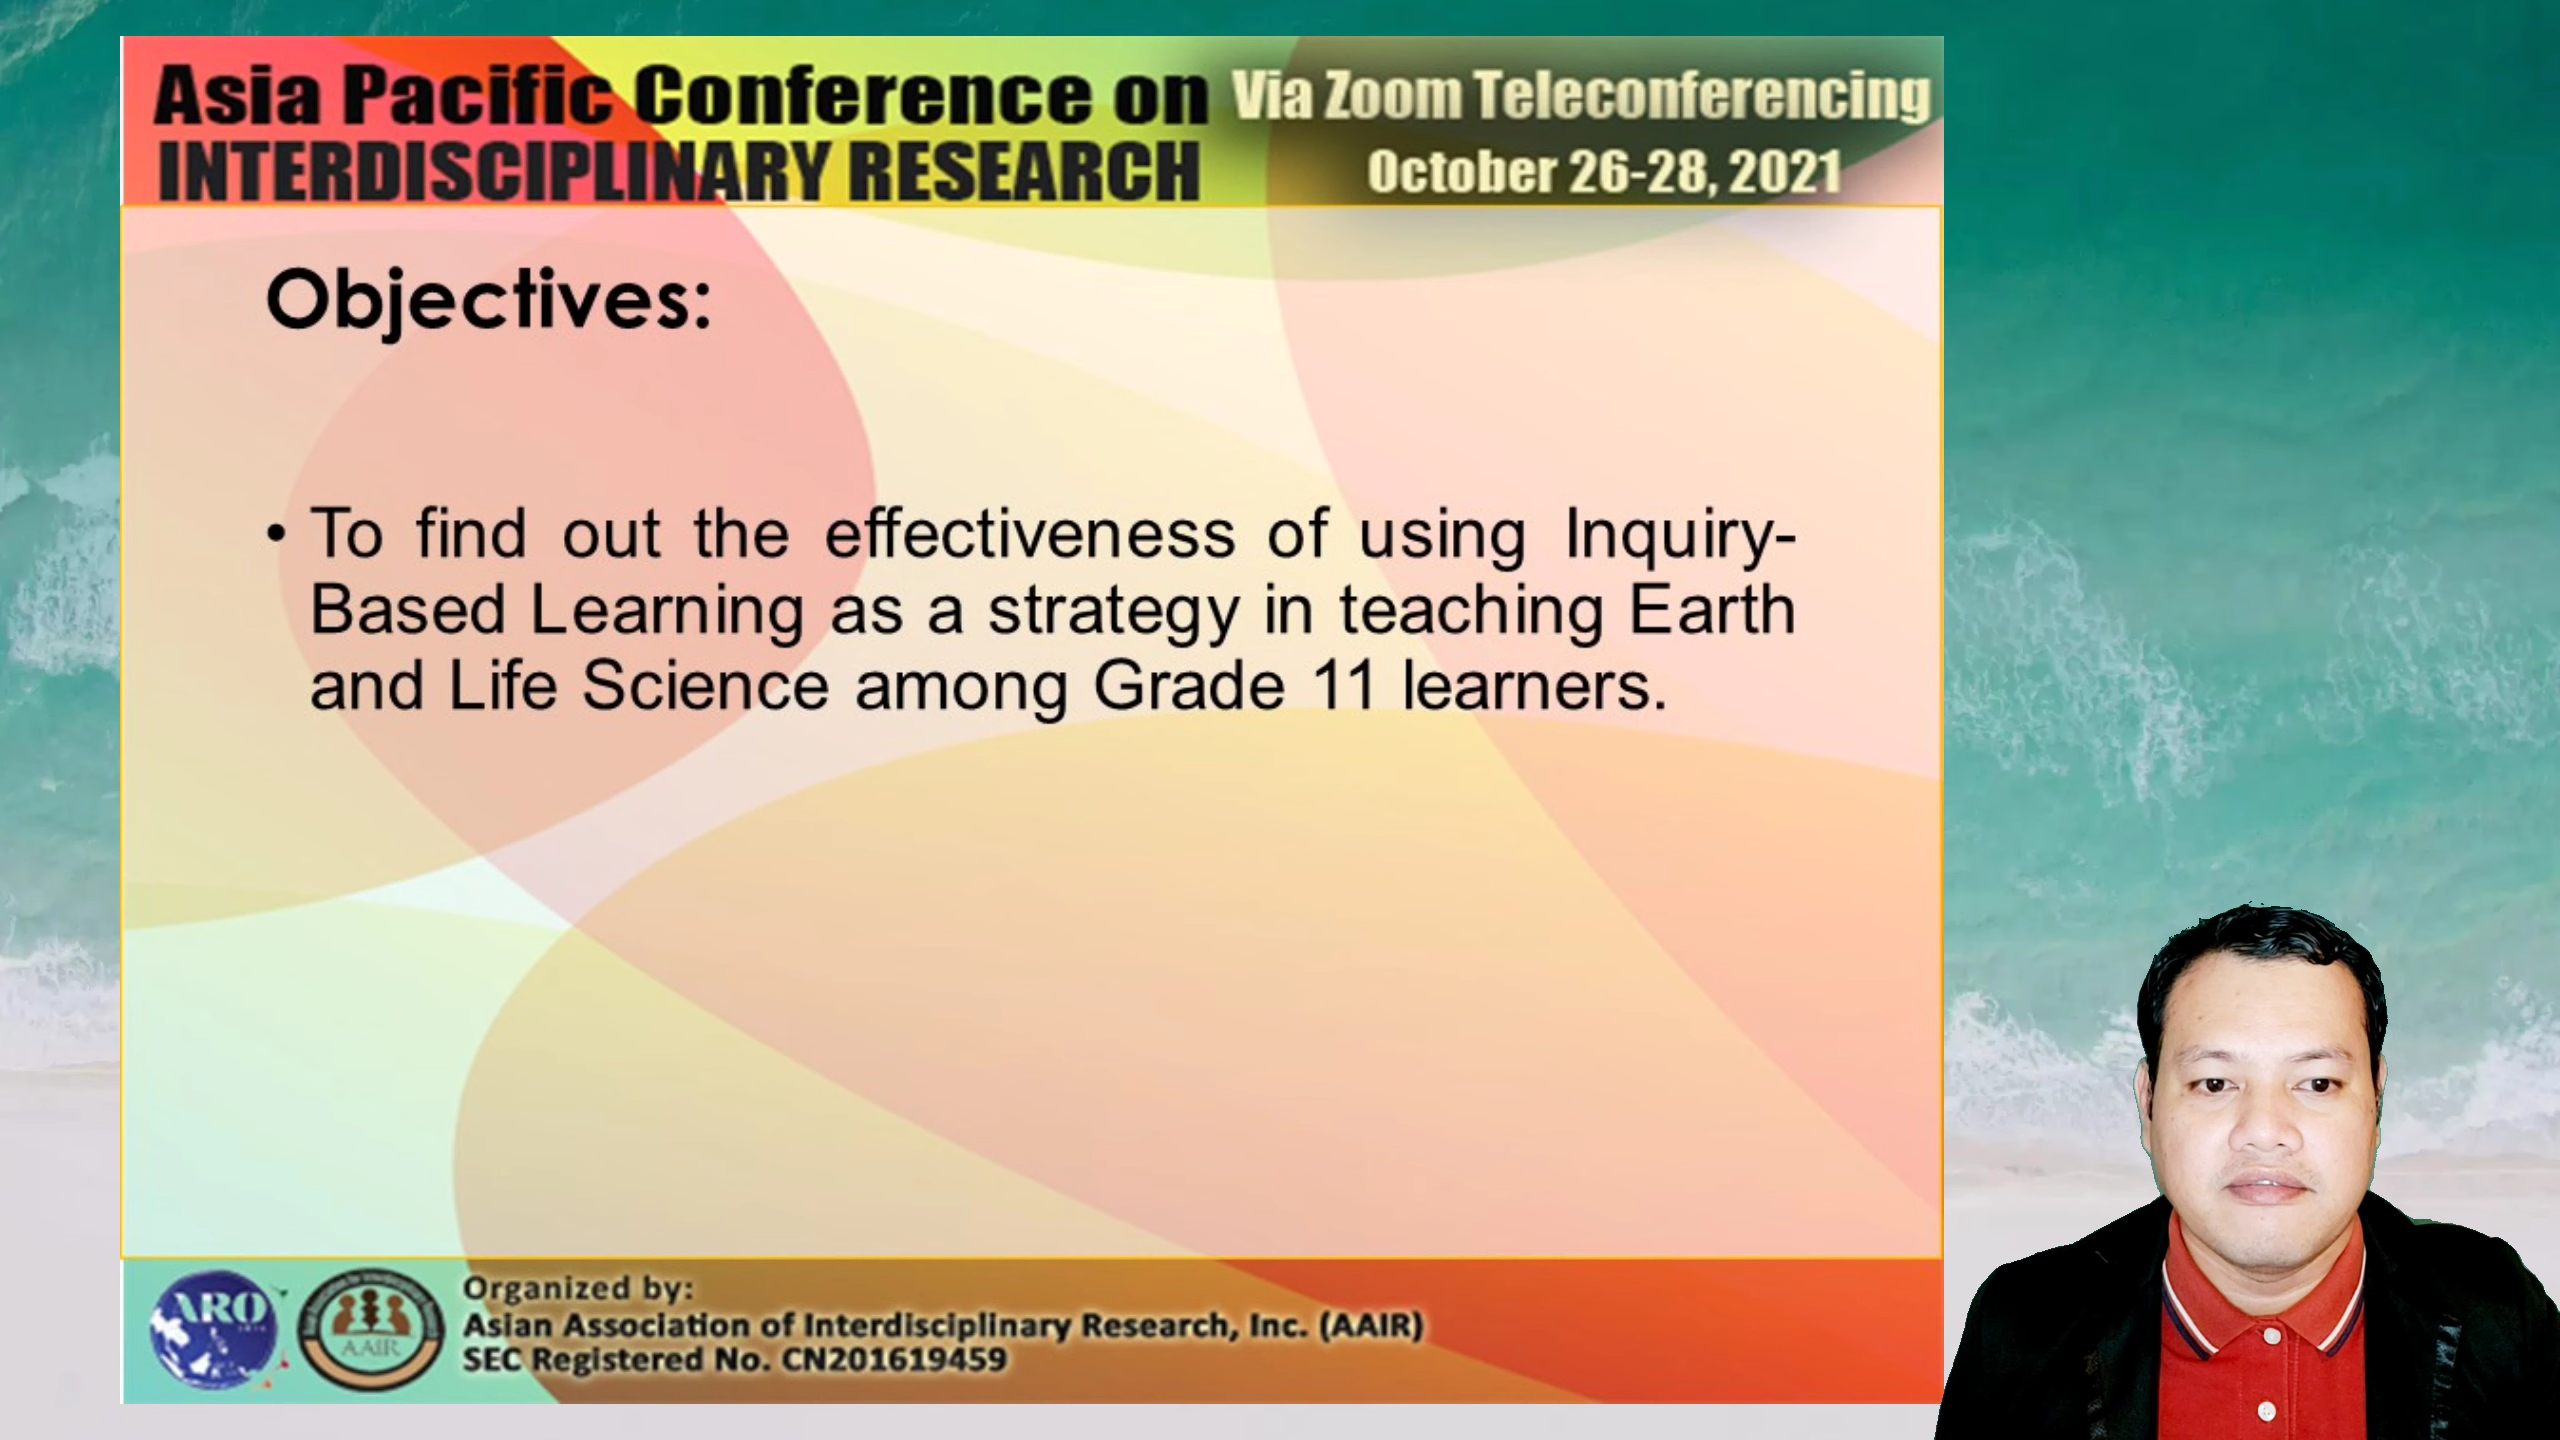 Asia Pacific Conference on
INTERDISCIPLINARY RESEARCH
Via Zoom Teleconferencing
October 26-28, 2021
Objectives:
• To find out the effectiveness of using Inquiry-
Based Learning as a strategy in teaching Earth
and Life Science among Grade 11 learners.
ARO
AAIR
Organized by:
Asian Association of Interdisciplinary Research, Inc. (AAIR)
SEC Registered No. CN201619459